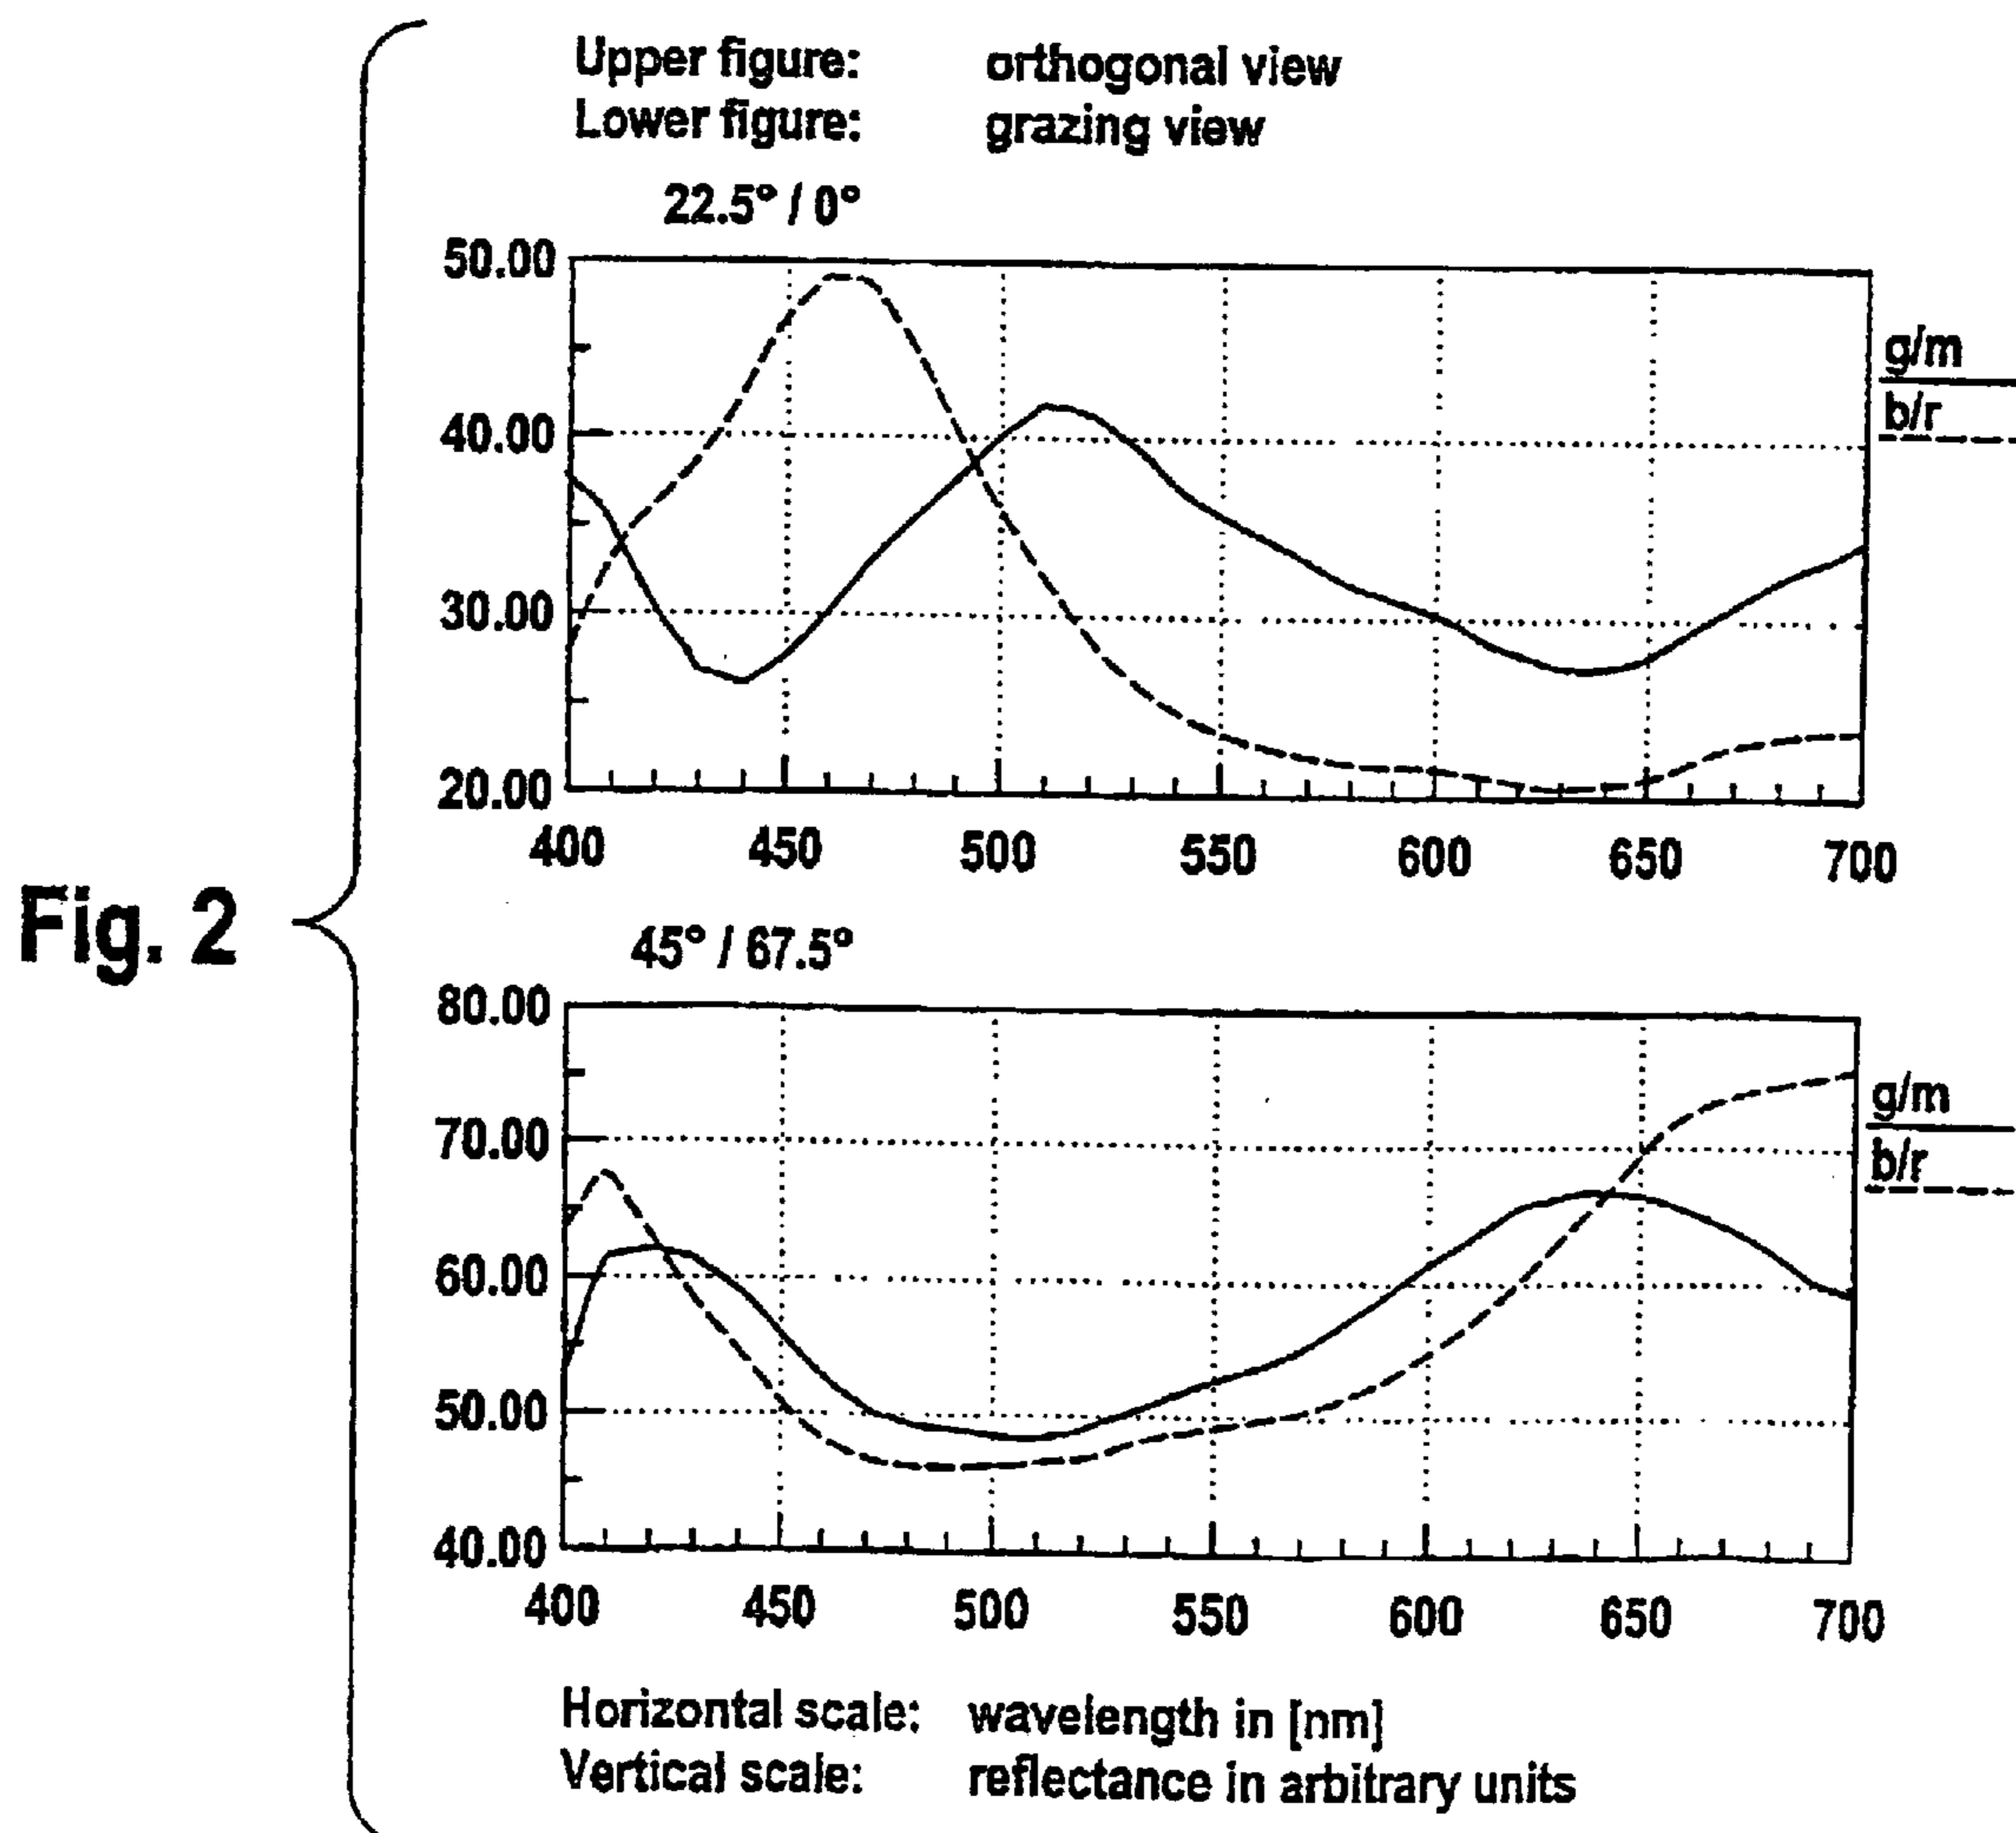 Upper figure: orthogonal view
Lower figure: grazing view
22.5° / 0°
50.00
40.00
30.00
20.00
400 450 500 550 600 650 700
g/m
b/r
Fig. 2
45° / 67.5°
80.00
70.00
60.00
50.00
40.00
400 450 500 550 600 650 700
g/m
b/r
Horizontal scale: wavelength in [nm]
Vertical scale: reflectance in arbitrary units